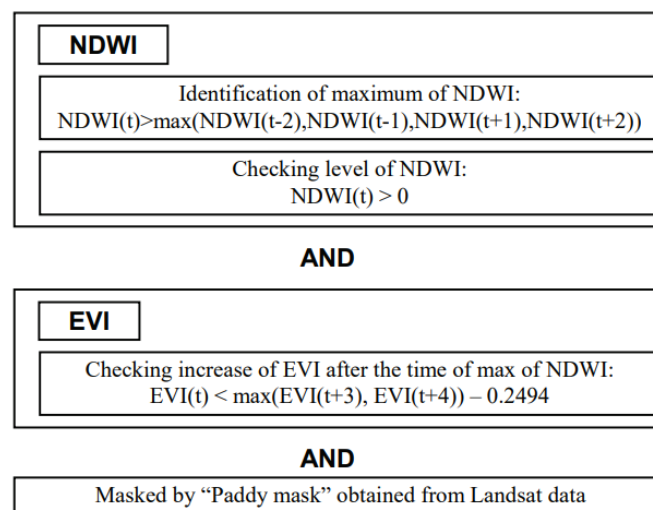 NDWI
Identification of maximum of NDWI:
NDWI(t)>max(NDWI(t-2),NDWI(t-1),NDWI(t+1),NDWI(t+2))
Checking level of NDWI:
NDWI(t) > 0
AND
EVI
Checking increase of EVI after the time of max of NDWI:
EVI(t) < max(EVI(t+3), EVI(t+4)) – 0.2494
AND
Masked by “Paddy mask” obtained from Landsat data